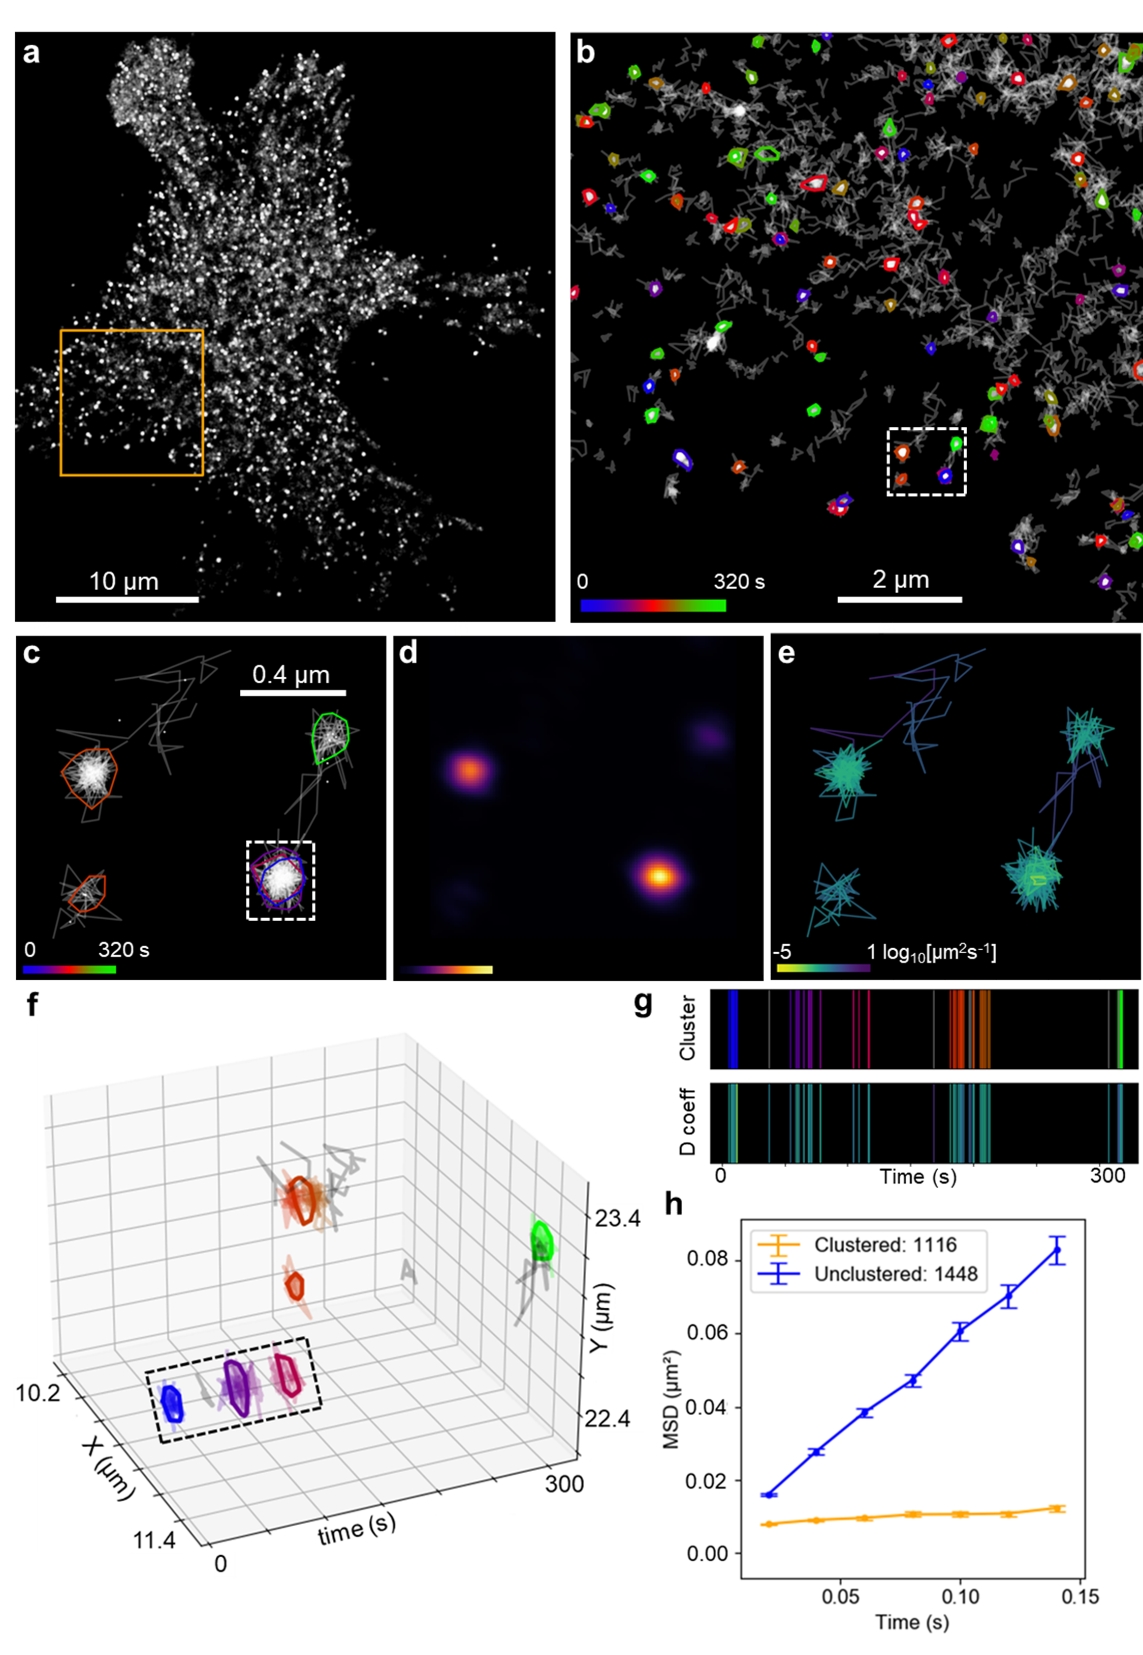 a
b
10 µm
0
320 s
2 µm
c
0.4 µm
0
320 s
d
e
-5
1 log₁₀[µm²s⁻¹]
f
23.4
Y (µm)
22.4
300
time (s)
0
10.2
X (µm)
11.4
g
Cluster
D coeff
0
Time (s)
300
h
Clustered: 1116
Unclustered: 1448
0.08
0.06
0.04
0.02
0.00
MSD (µm²)
0.05
0.10
0.15
Time (s)